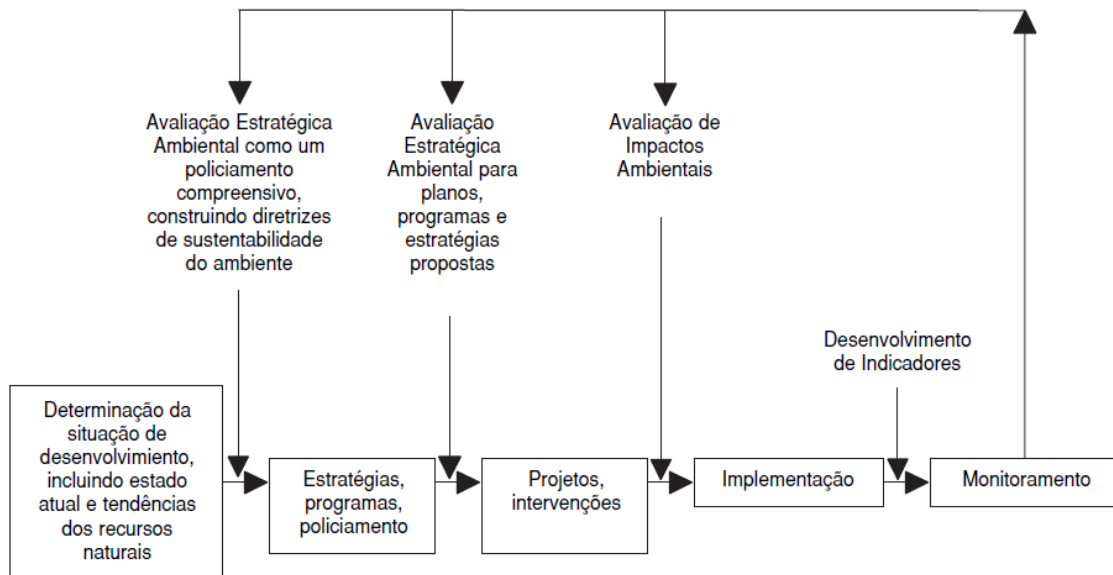 Avaliação Estratégica
Ambiental como um
policiamento
compreensivo,
construindo diretrizes
de sustentabilidade
do ambiente
Avaliação
Estratégica
Ambiental para
planos,
programas e
estratégias
propostas
Avaliação de
Impactos
Ambientais
Desenvolvimento
de Indicadores
Determinação da
situação de
desenvolvimento,
incluindo estado
atual e tendências
dos recursos
naturais
Estratégias,
programas,
policiamento
Projetos,
intervenções
Implementação
Monitoramento